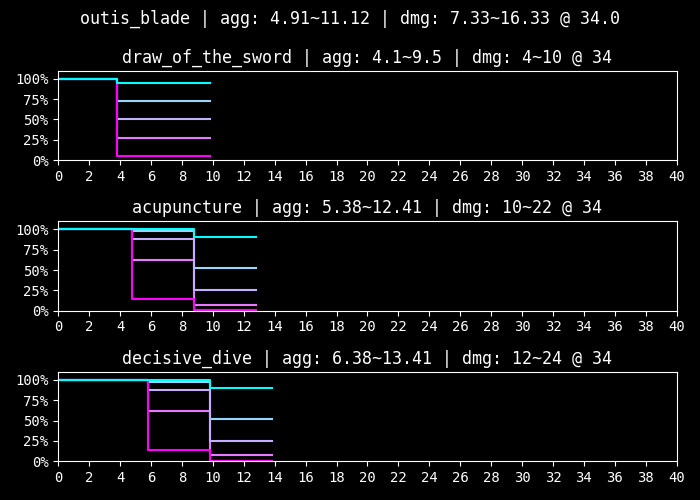 outis_blade | agg: 4.91~11.12 | dmg: 7.33~16.33 @ 34.0
draw_of_the_sword | agg: 4.1~9.5 | dmg: 4~10 @ 34
100%
75%
50%
25%
0%
0 2 4 6 8 10 12 14 16 18 20 22 24 26 28 30 32 34 36 38 40
acupuncture | agg: 5.38~12.41 | dmg: 10~22 @ 34
100%
75%
50%
25%
0%
0 2 4 6 8 10 12 14 16 18 20 22 24 26 28 30 32 34 36 38 40
decisive_dive | agg: 6.38~13.41 | dmg: 12~24 @ 34
100%
75%
50%
25%
0%
0 2 4 6 8 10 12 14 16 18 20 22 24 26 28 30 32 34 36 38 40